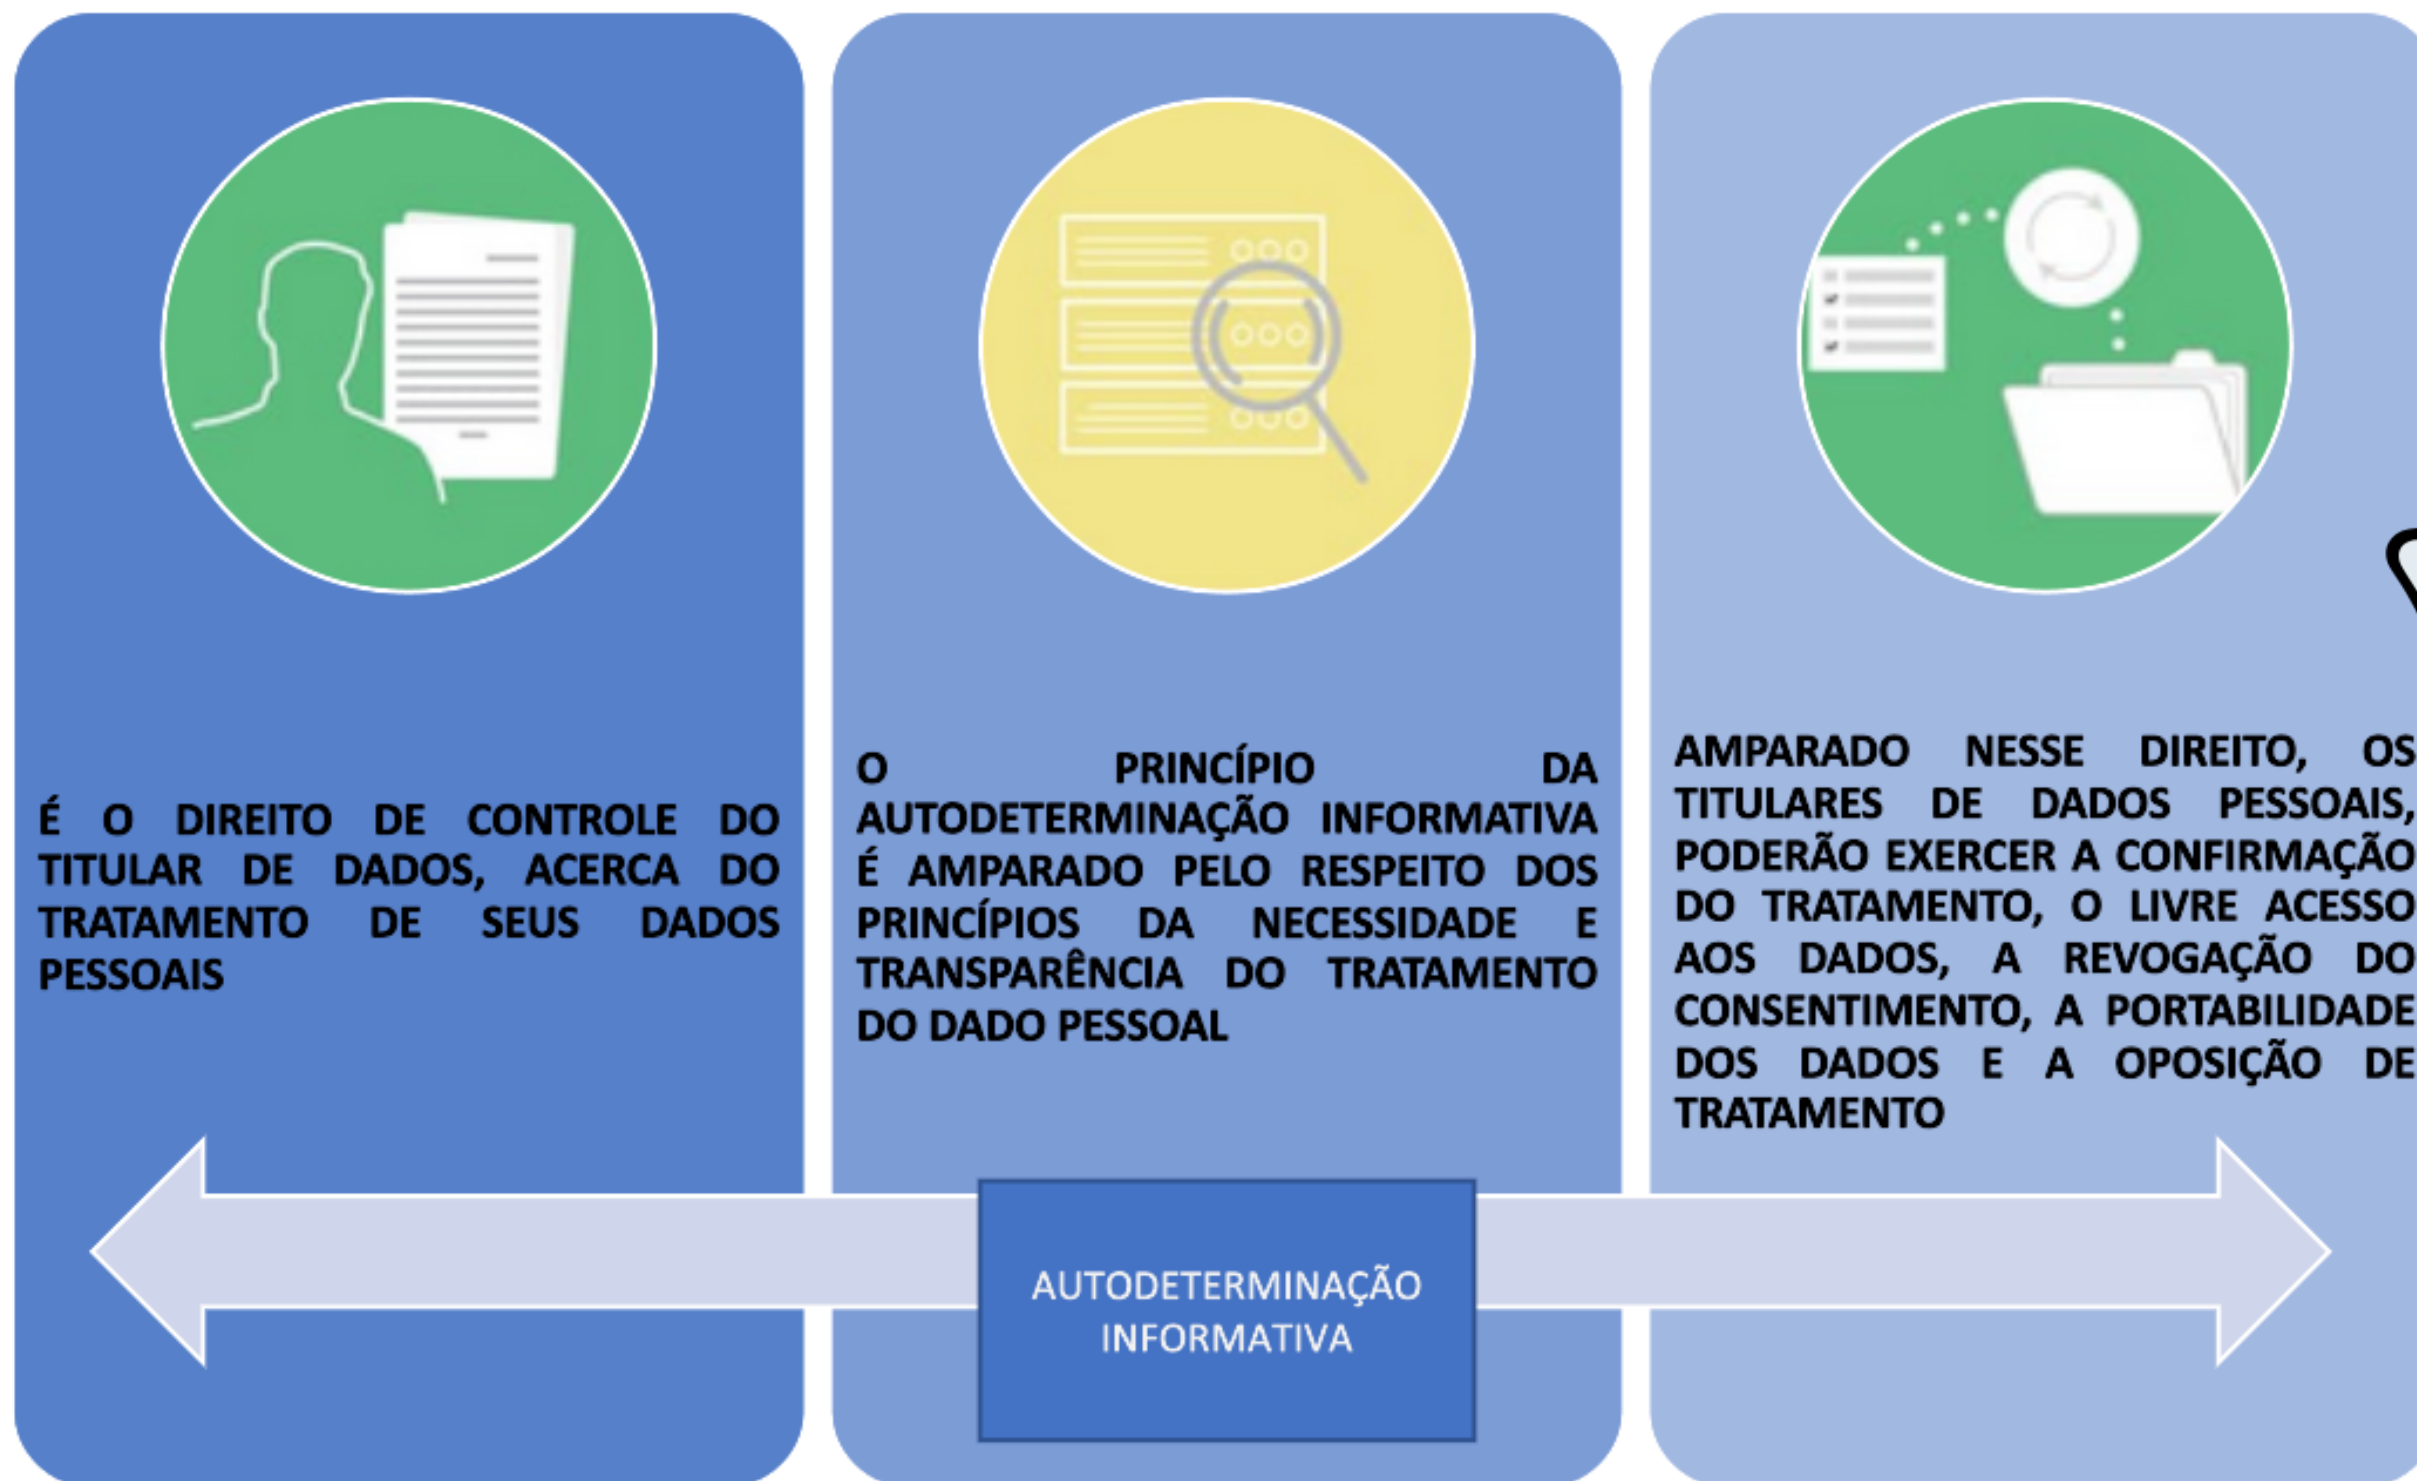 É O DIREITO DE CONTROLE DO
TITULAR DE DADOS, ACERCA DO
TRATAMENTO DE SEUS DADOS
PESSOAIS
O PRINCÍPIO DA
AUTODETERMINAÇÃO INFORMATIVA
É AMPARADO PELO RESPEITO DOS
PRINCÍPIOS DA NECESSIDADE E
TRANSPARÊNCIA DO TRATAMENTO
DO DADO PESSOAL
AMPARADO NESSE DIREITO, OS
TITULARES DE DADOS PESSOAIS,
PODERÃO EXERCER A CONFIRMAÇÃO
DO TRATAMENTO, O LIVRE ACESSO
AOS DADOS, A REVOGAÇÃO DO
CONSENTIMENTO, A PORTABILIDADE
DOS DADOS E A OPOSIÇÃO DE
TRATAMENTO
AUTODETERMINAÇÃO
INFORMATIVA